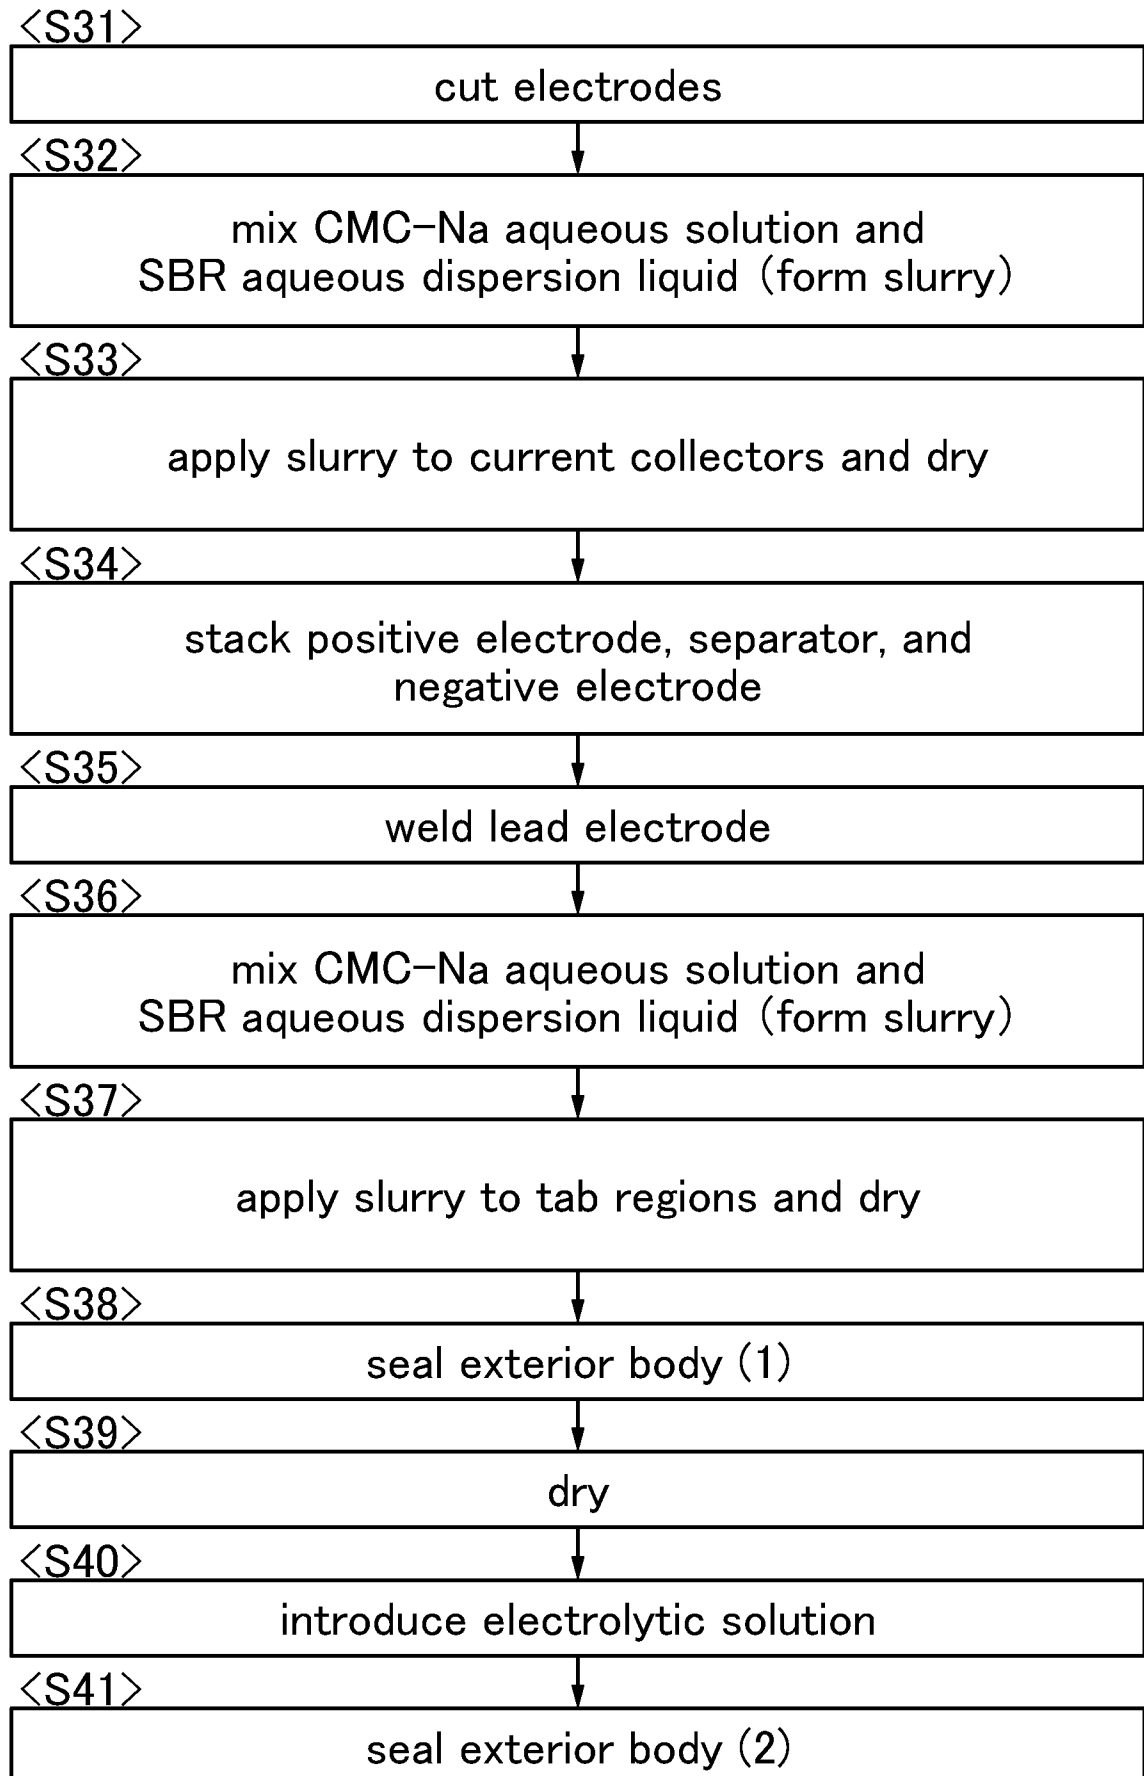 <S31>
cut electrodes
<S32>
mix CMC-Na aqueous solution and
SBR aqueous dispersion liquid (form slurry)
<S33>
apply slurry to current collectors and dry
<S34>
stack positive electrode, separator, and
negative electrode
<S35>
weld lead electrode
<S36>
mix CMC-Na aqueous solution and
SBR aqueous dispersion liquid (form slurry)
<S37>
apply slurry to tab regions and dry
<S38>
seal exterior body (1)
<S39>
dry
<S40>
introduce electrolytic solution
<S41>
seal exterior body (2)